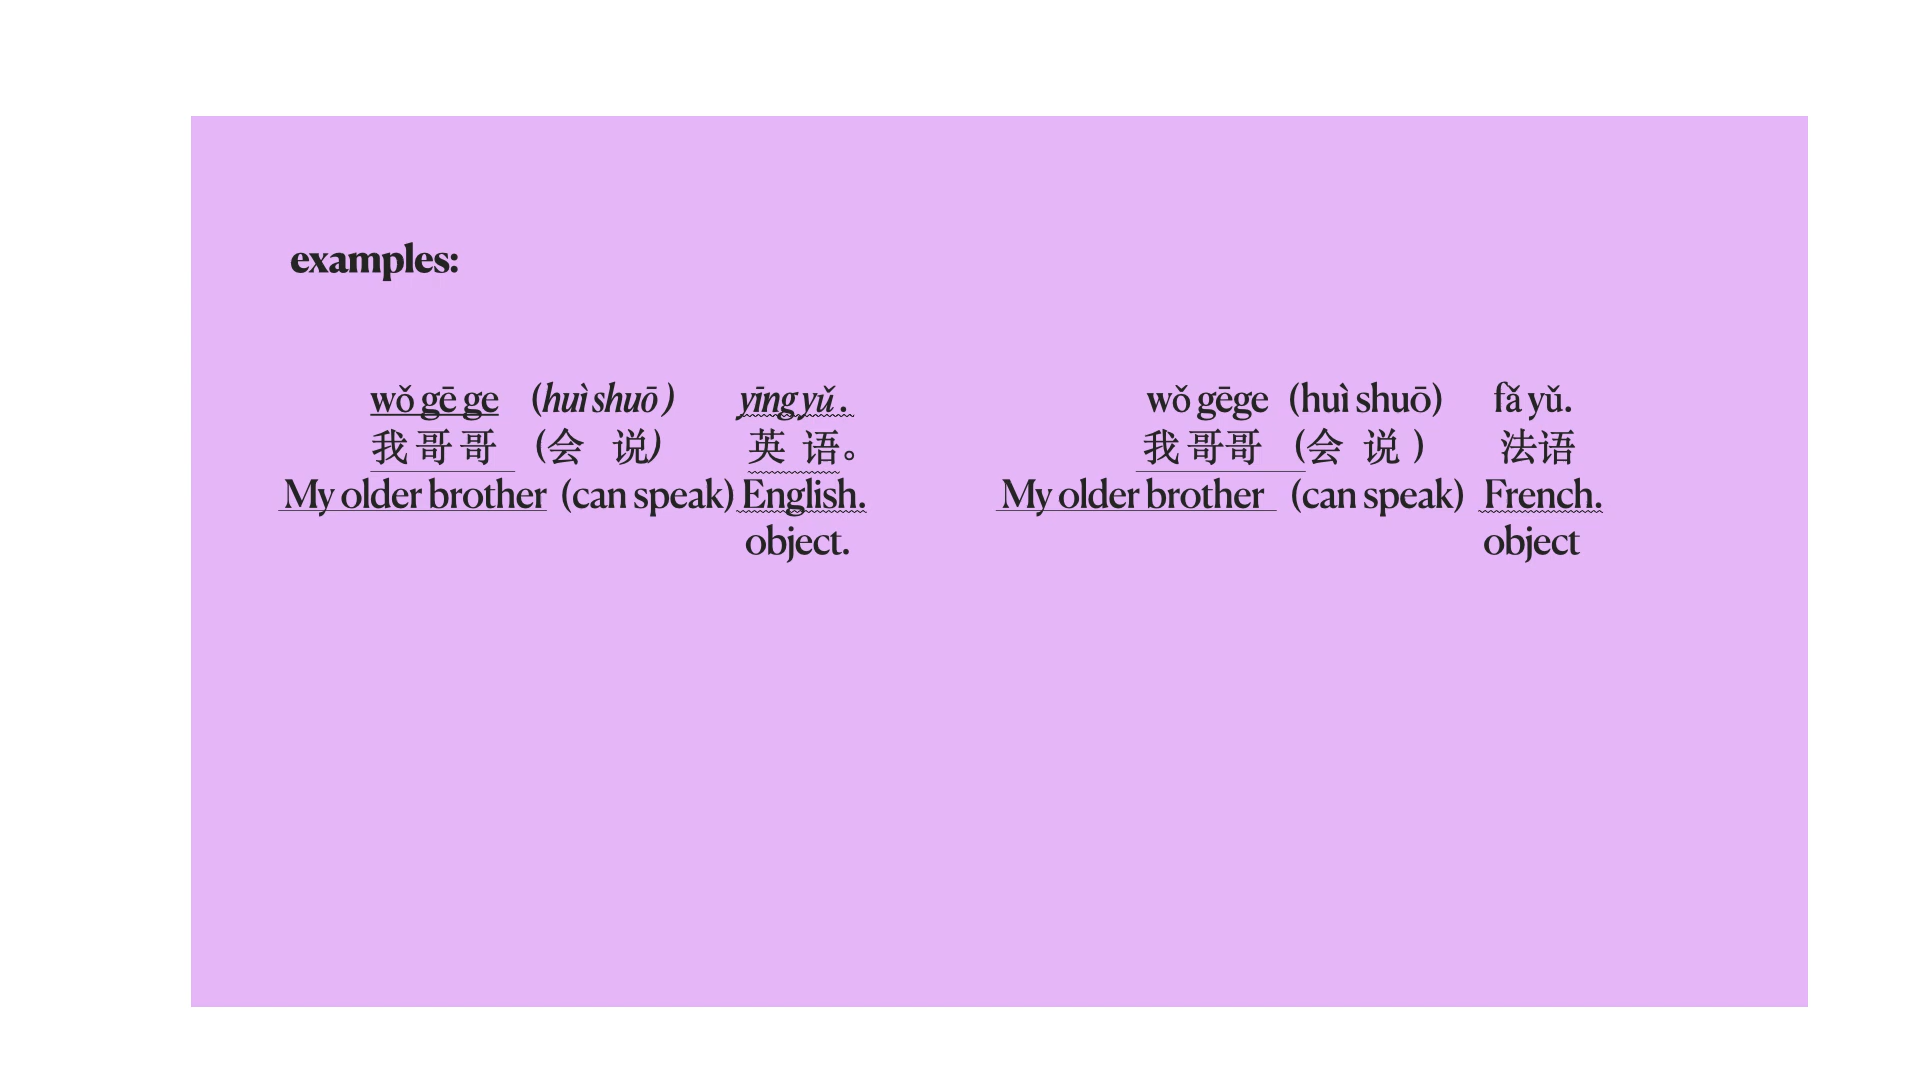 examples:
wǒ gē ge (huì shuō ) yīng yǔ .
我 哥 哥 (会 说) 英 语。
My older brother (can speak) English.
object.
wǒ gēge (huì shuō) fǎ yǔ.
我 哥哥 (会 说 ) 法语
My older brother (can speak) French.
object